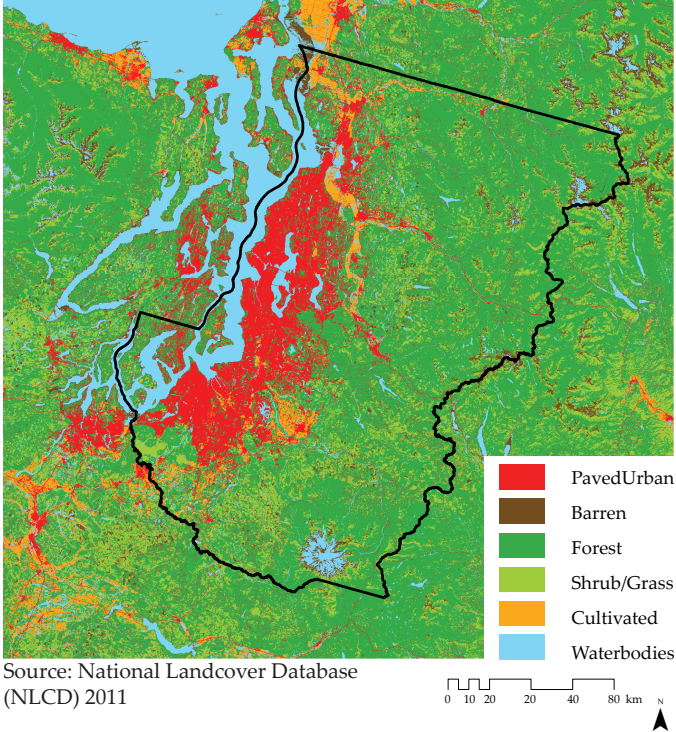 PavedUrban
Barren
Forest
Shrub/Grass
Cultivated
Waterbodies
Source: National Landcover Database
(NLCD) 2011
0 10 20 20 40 80 km
N